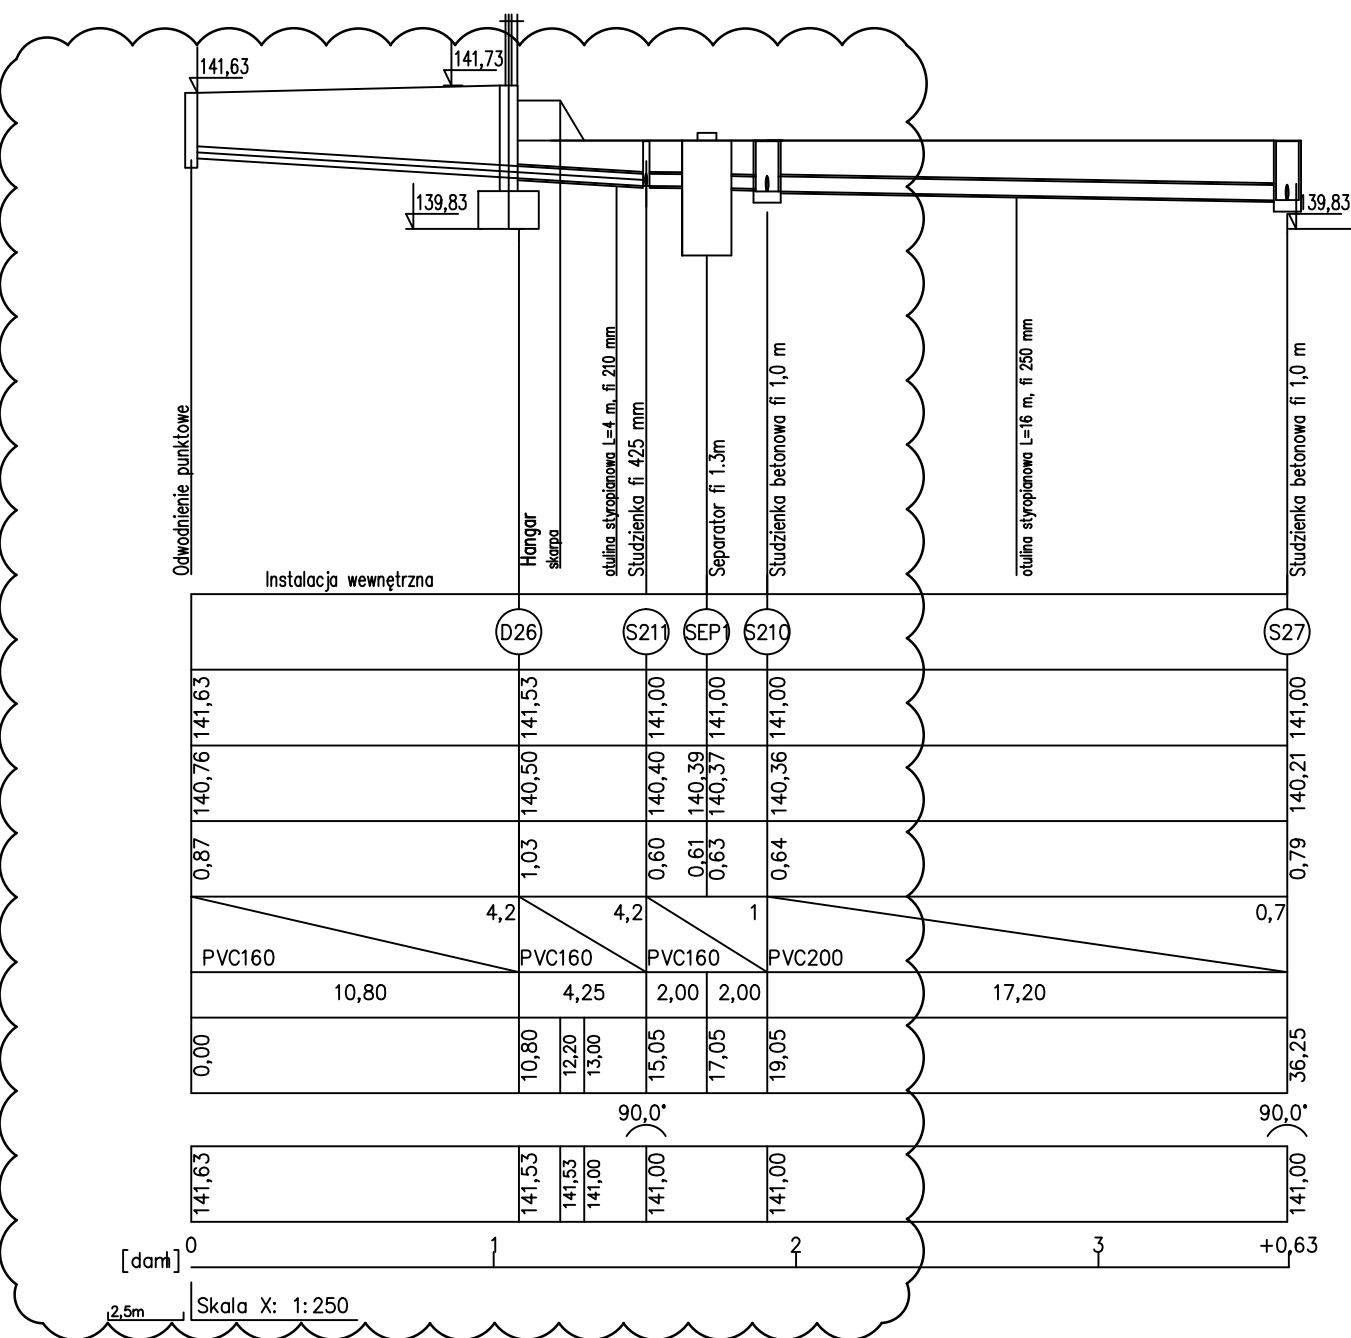 141,63
141,73
139,83
139,83
Odwodnienie punktowe
Hangar
skarpa
otulina styropianowa L=4 m, fi 210 mm
Studzienka fi 425 mm
Separator fi 1.3m
Studzienka betonowa fi 1,0 m
otulina styropianowa L=16 m, fi 250 mm
Studzienka betonowa fi 1,0 m
Instalacja wewnętrzna
D26 S211 SEP1 S210 S27
141,63 141,53 141,00 141,00 141,00 141,00
140,76 140,50 140,40 140,39 140,37 140,36 140,21
0,87 1,03 0,60 0,61 0,63 0,64 0,79
4,2 4,2 1 0,7
PVC160 PVC160 PVC160 PVC200
10,80 4,25 2,00 2,00 17,20
0,00 10,80 12,20 13,00 15,05 17,05 19,05 36,25
90,0° 90,0°
141,63 141,53 141,53 141,00 141,00 141,00 141,00
0 1 2 3 +0,63
2,5m
Skala X: 1:250